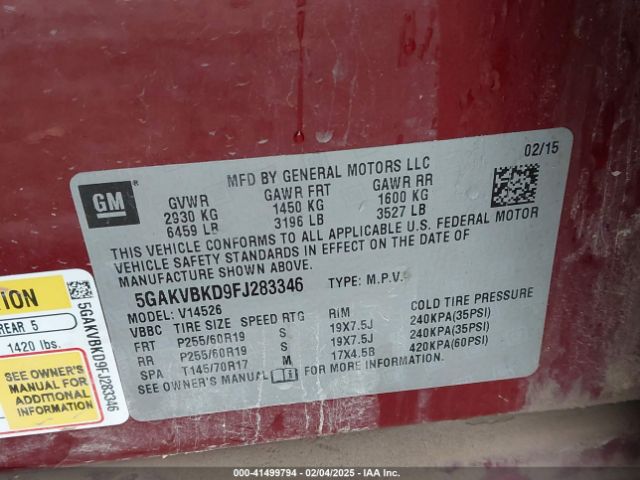 MFD BY GENERAL MOTORS LLC
02/15
GM
GVWR GAWR FRT GAWR RR
2930 KG 1450 KG 1600 KG
6459 LB 3196 LB 3527 LB
THIS VEHICLE CONFORMS TO ALL APPLICABLE U.S. FEDERAL MOTOR
VEHICLE SAFETY STANDARDS IN EFFECT ON THE DATE OF
MANUFACTURE SHOWN ABOVE.
5GAKVBKD9FJ283346 TYPE: M.P.V.
MODEL: V14526
VBBC TIRE SIZE SPEED RTG RIM COLD TIRE PRESSURE
FRT P255/60R19 S 19X7.5J 240KPA(35PSI)
RR P255/60R19 S 19X7.5J 240KPA(35PSI)
SPA T145/70R17 M 17X4.5B 420KPA(60PSI)
SEE OWNER'S MANUAL FOR MORE INFORMATION.
TION
REAR 5
1420 lbs.
SEE OWNER'S
MANUAL FOR
ADDITIONAL
INFORMATION
5GAKVBKD9FJ283346
000-41499794 - 02/04/2025 - IAA Inc.